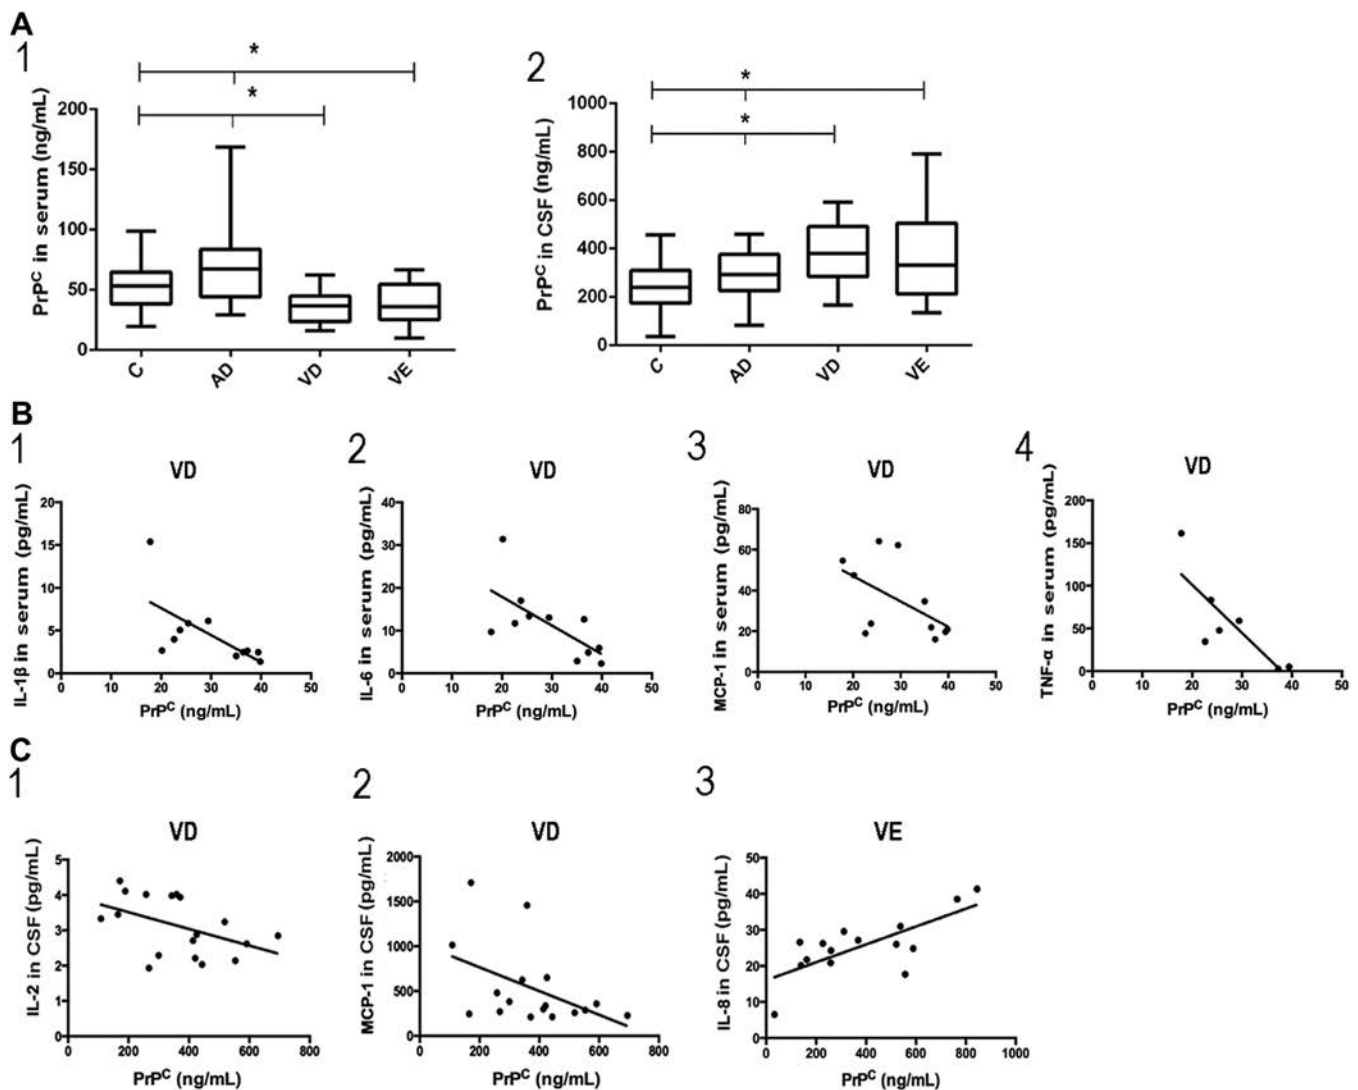 A
1
*
*
PrPC in serum (ng/mL)
200
150
100
50
0
C
AD
VD
VE
2
*
*
PrPC in CSF (ng/mL)
1000
800
600
400
200
0
C
AD
VD
VE
B
1
VD
IL-1β in serum (pg/mL)
20
15
10
5
0
0 10 20 30 40 50
PrPC (ng/mL)
2
VD
IL-6 in serum (pg/mL)
40
30
20
10
0
0 10 20 30 40 50
PrPC (ng/mL)
3
VD
MCP-1 in serum (pg/mL)
80
60
40
20
0
0 10 20 30 40 50
PrPC (ng/mL)
4
VD
TNF-α in serum (pg/mL)
200
150
100
50
0
0 10 20 30 40 50
PrPC (ng/mL)
C
1
VD
IL-2 in CSF (pg/mL)
5
4
3
2
1
0
0 200 400 600 800
PrPC (ng/mL)
2
VD
MCP-1 in CSF (pg/mL)
2000
1500
1000
500
0
0 200 400 600 800
PrPC (ng/mL)
3
VE
IL-8 in CSF (pg/mL)
50
40
30
20
10
0
0 200 400 600 800 1000
PrPC (ng/mL)